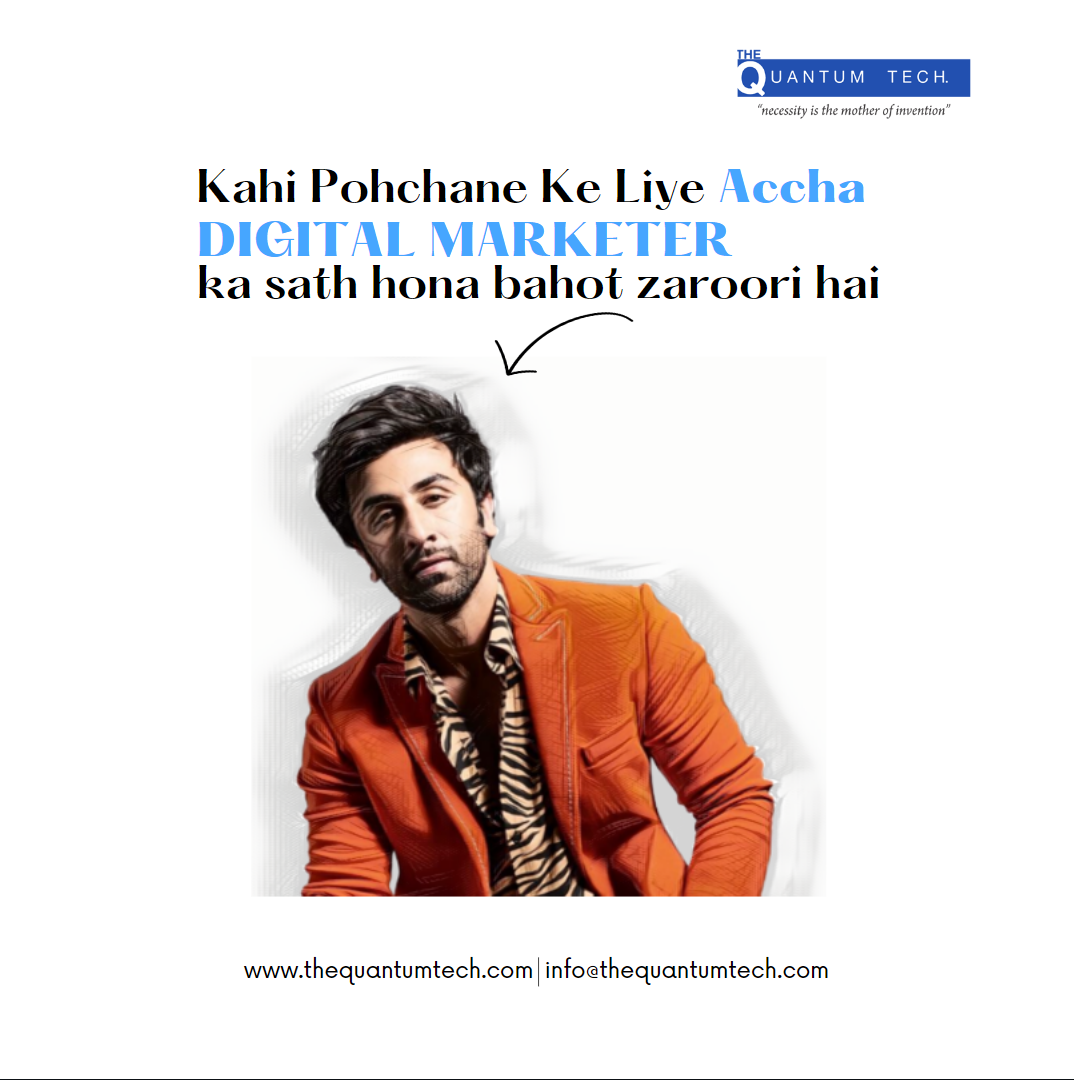 THE
QUANTUM TECH.
"necessity is the mother of invention"
Kahi Pohchane Ke Liye Accha
DIGITAL MARKETER
ka sath hona bahot zaroori hai
www.thequantumtech.com|info@thequantumtech.com